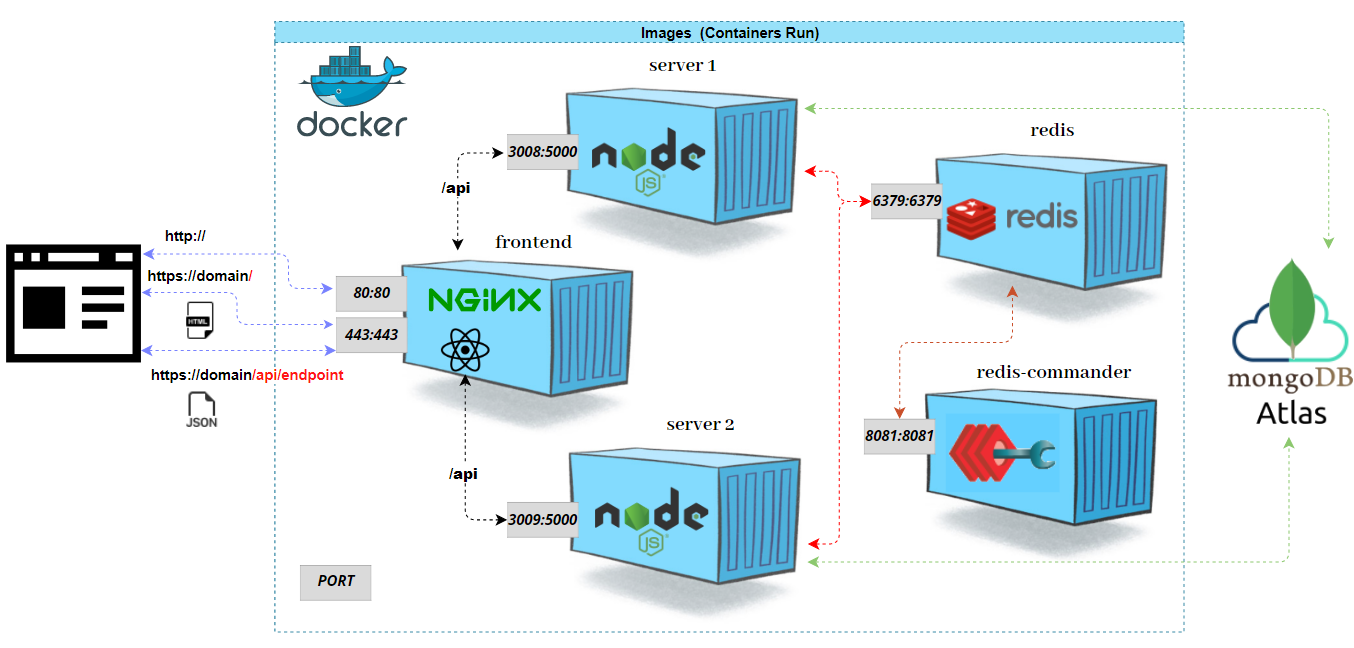 Images (Containers Run)
docker
server 1
3008:5000
node
JS
/api
redis
6379:6379
redis
http://
https://domain/
HTML
https://domain/api/endpoint
JSON
frontend
80:80
443:443
NGINX
redis-commander
8081:8081
mongoDB
Atlas
server 2
/api
3009:5000
node
JS
PORT